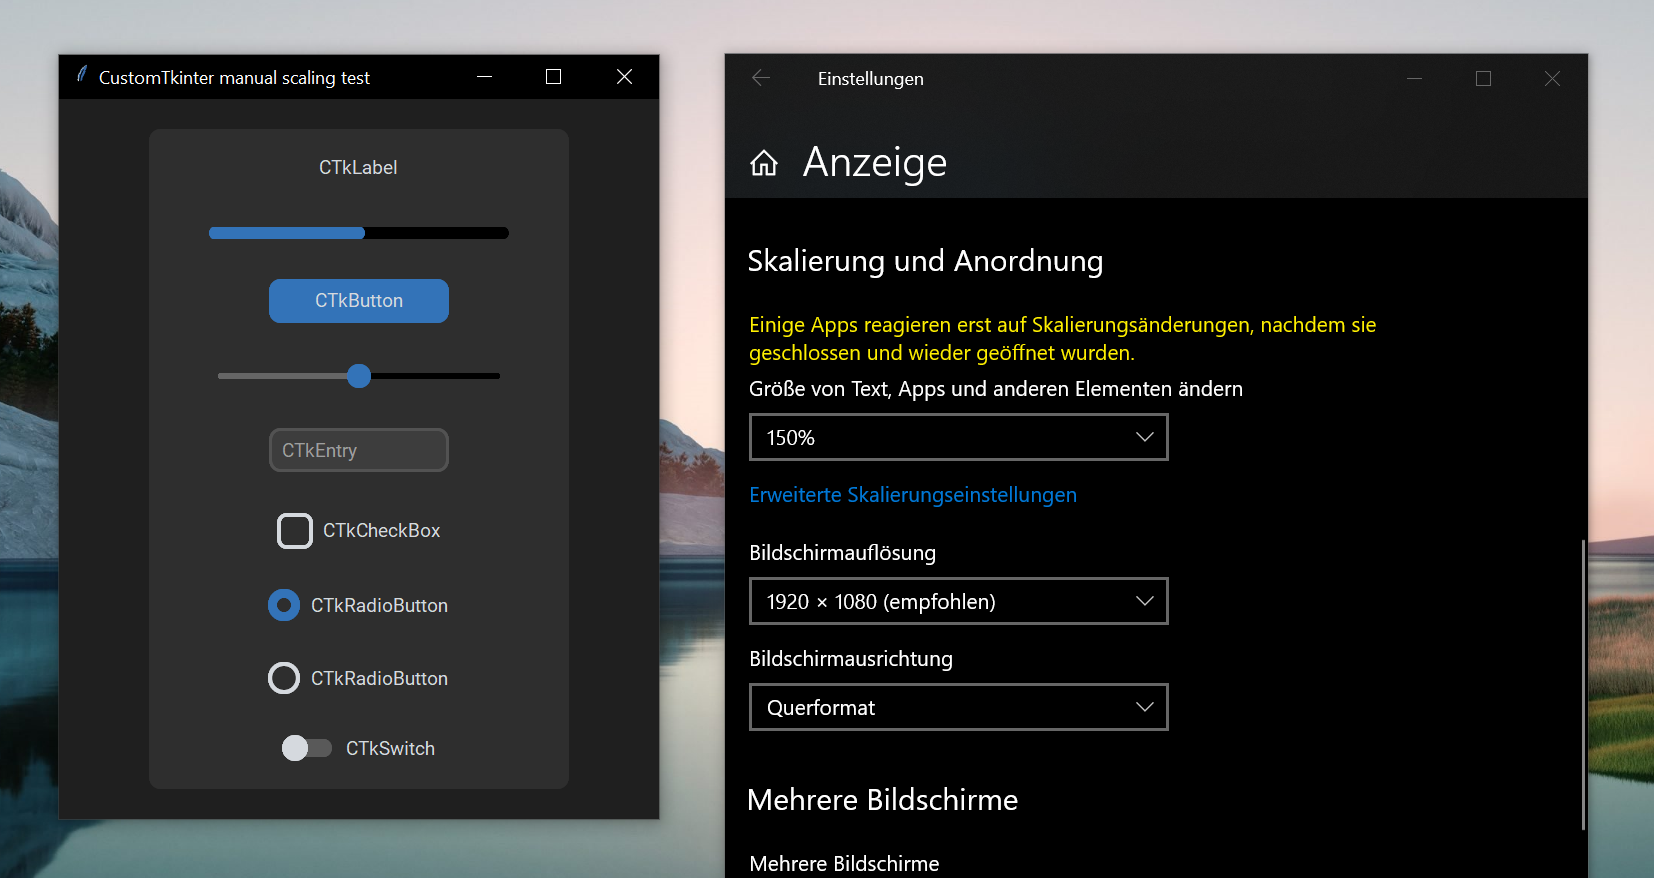 CustomTkinter manual scaling test
CTkLabel
CTkButton
CTkEntry
CTkCheckBox
CTkRadioButton
CTkRadioButton
CTkSwitch
Einstellungen
Anzeige
Skalierung und Anordnung
Einige Apps reagieren erst auf Skalierungsänderungen, nachdem sie
geschlossen und wieder geöffnet wurden.
Größe von Text, Apps und anderen Elementen ändern
150%
Erweiterte Skalierungseinstellungen
Bildschirmauflösung
1920 × 1080 (empfohlen)
Bildschirmausrichtung
Querformat
Mehrere Bildschirme
Mehrere Bildschirme